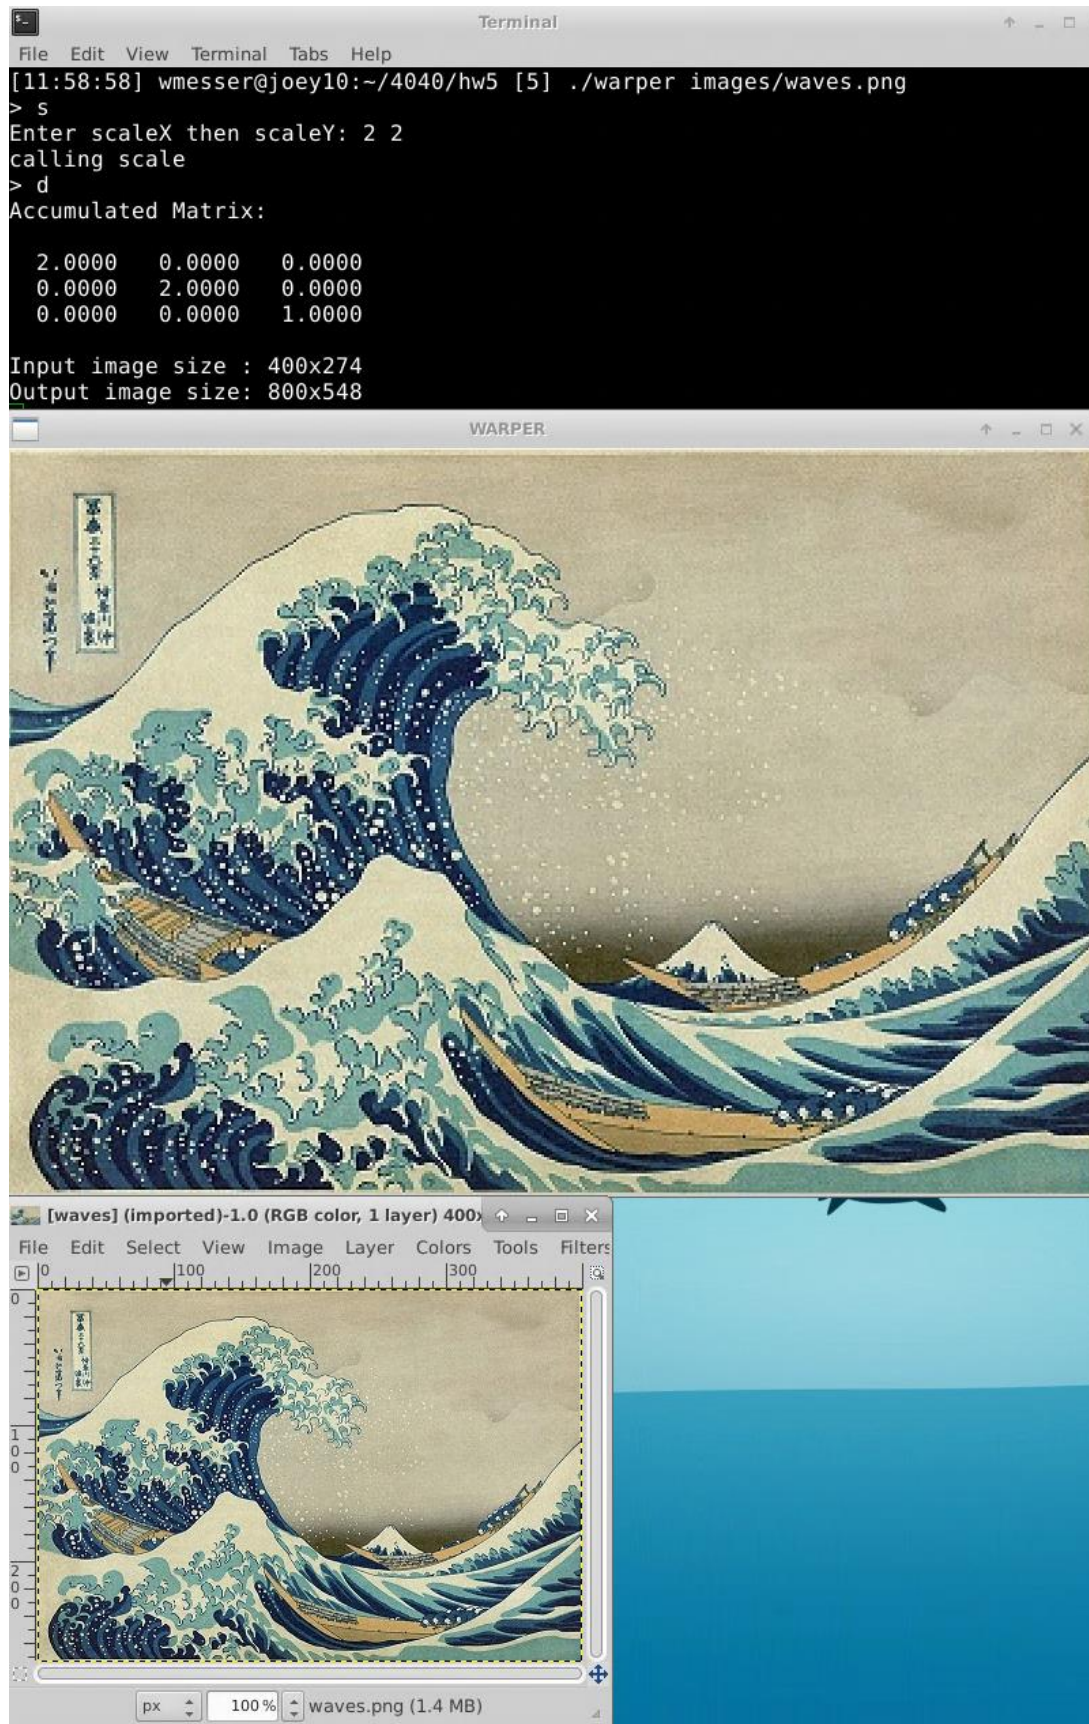 Terminal
File Edit View Terminal Tabs Help
[11:58:58] wmesser@joey10:~/4040/hw5 [5] ./warper images/waves.png
> s
Enter scaleX then scaleY: 2 2
calling scale
> d
Accumulated Matrix:
2.0000 0.0000 0.0000
0.0000 2.0000 0.0000
0.0000 0.0000 1.0000
Input image size : 400x274
Output image size: 800x548
WARPER
[waves] (imported)-1.0 (RGB color, 1 layer) 400x
File Edit Select View Image Layer Colors Tools Filters
0 100 200 300
0
100
200
px 100% waves.png (1.4 MB)